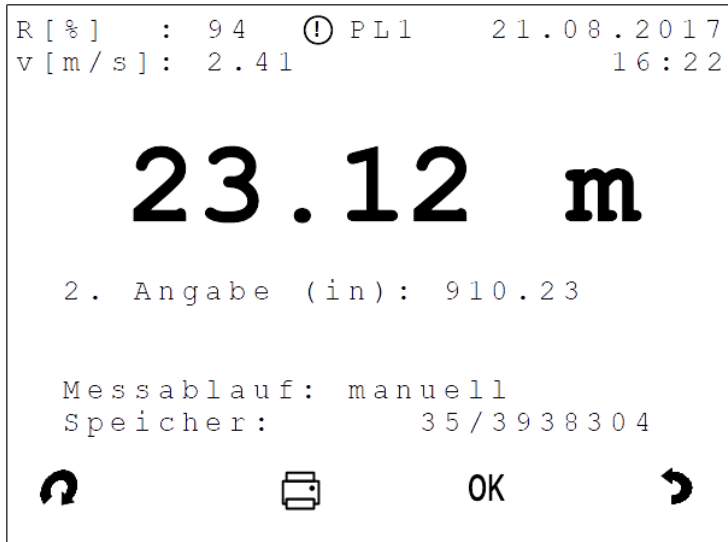 R[%] : 94 ! PL1 21.08.2017
v[m/s]: 2.41 16:22
23.12 m
2. Angabe (in): 910.23
Messablauf: manuell
Speicher: 35/3938304
OK